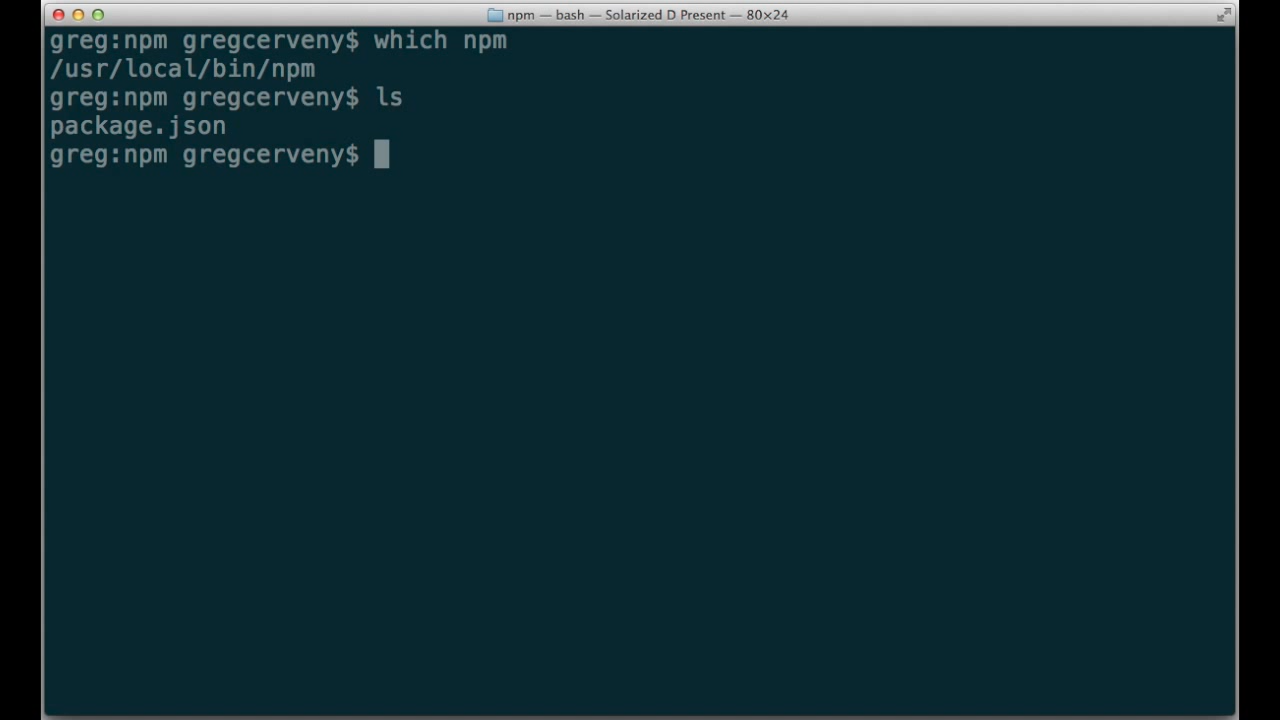 npm — bash — Solarized D Present — 80×24
greg:npm gregcerveny$ which npm
/usr/local/bin/npm
greg:npm gregcerveny$ ls
package.json
greg:npm gregcerveny$